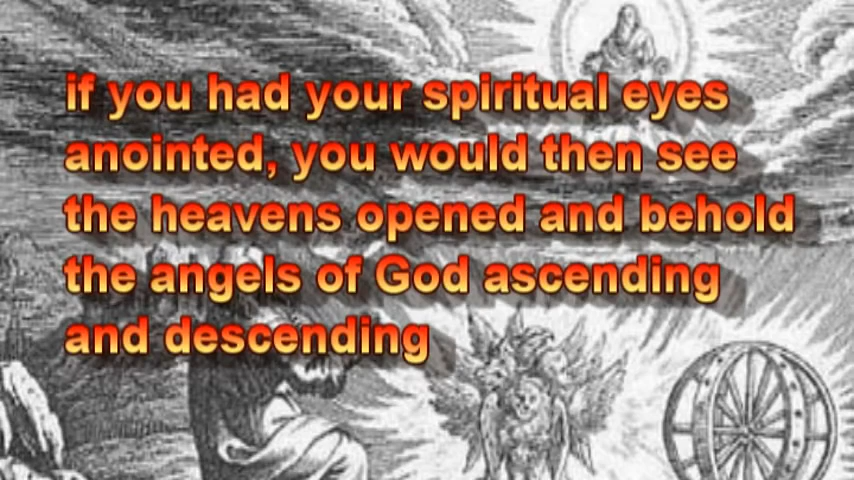 if you had your spiritual eyes
anointed, you would then see
the heavens opened and behold
the angels of God ascending
and descending